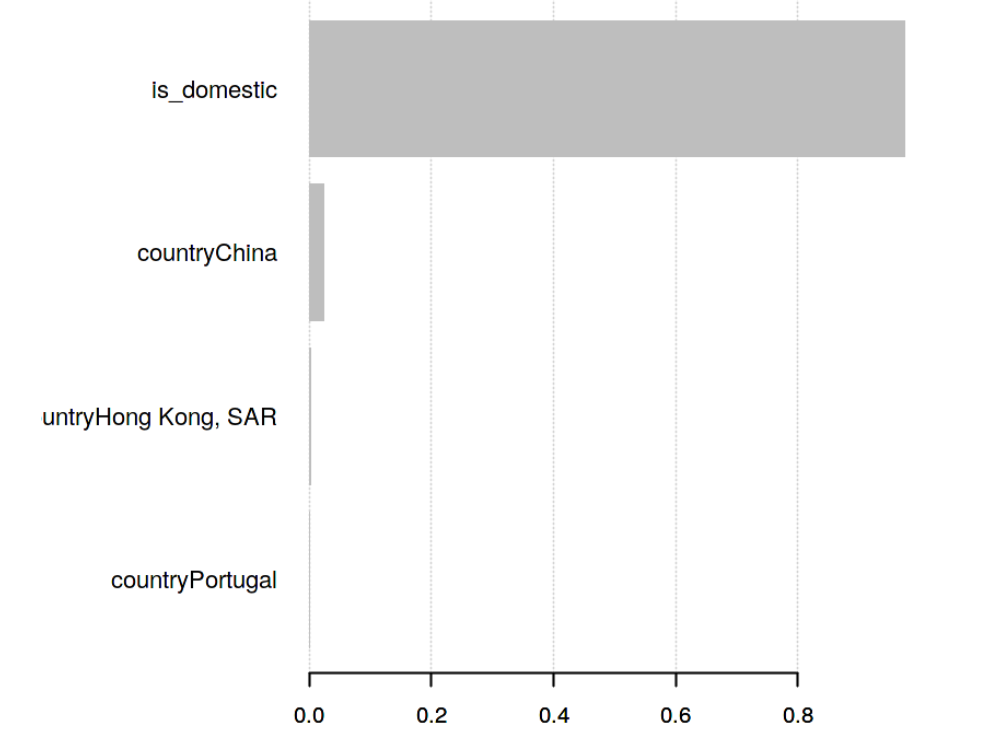 is_domestic
countryChina
untryHong Kong, SAR
countryPortugal
0.0 0.2 0.4 0.6 0.8